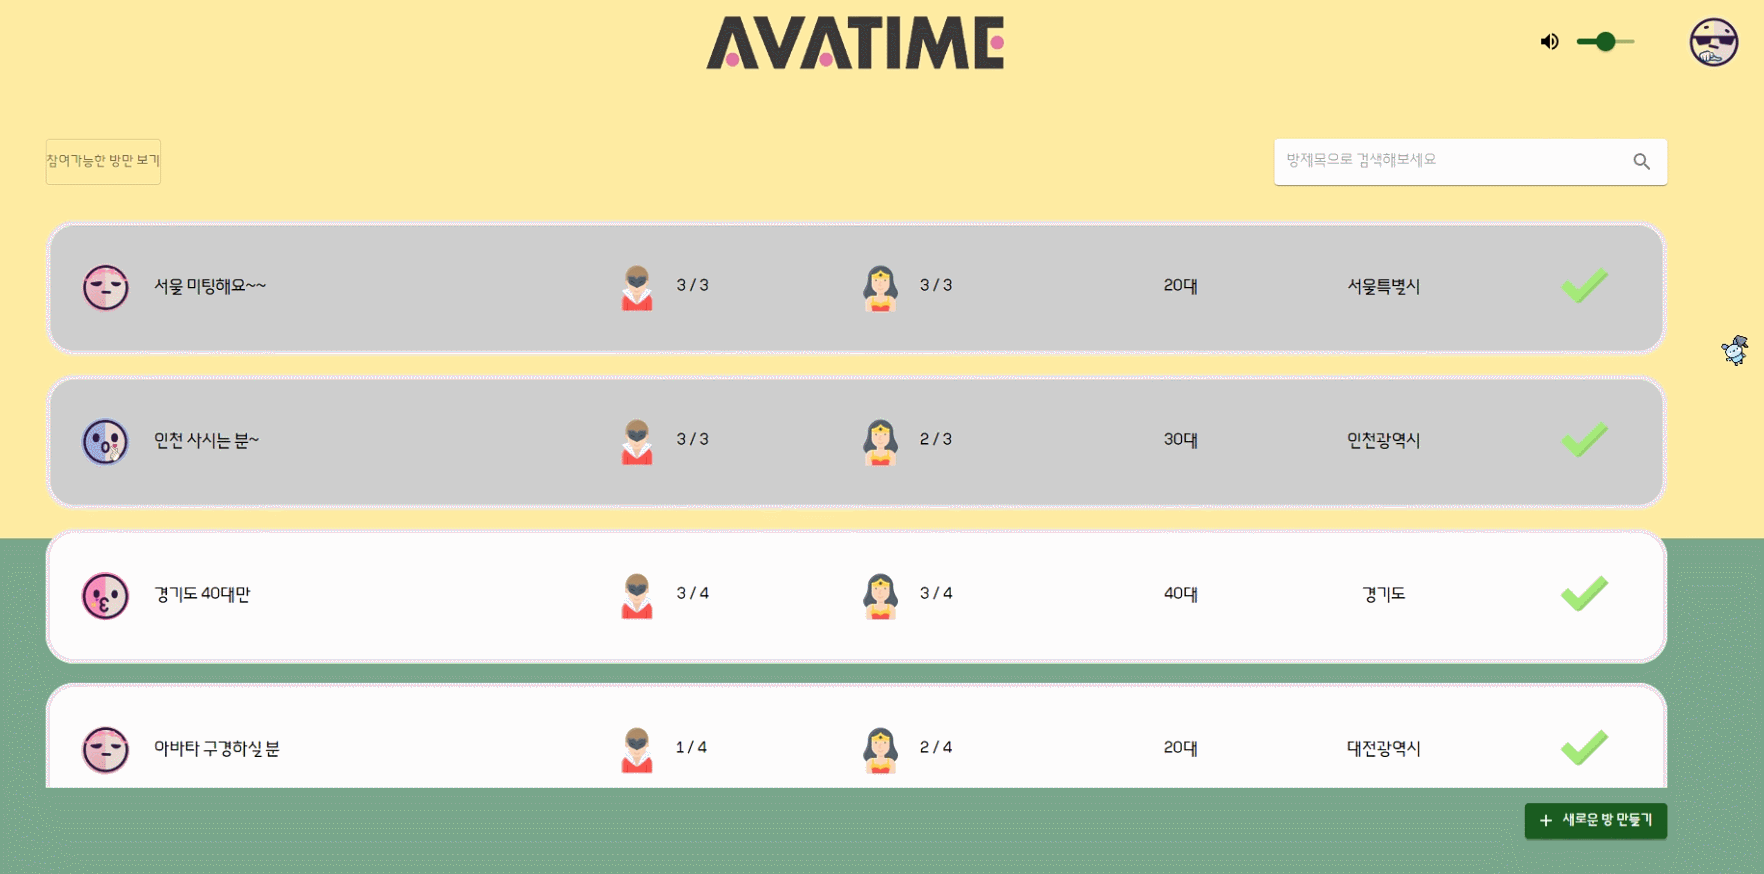 AVATIME
참여가능한 방만 보기
방제목으로 검색해보세요
서울 미팅해요~~ 3 / 3 3 / 3 20대 서울특별시
인천 사시는 분~ 3 / 3 2 / 3 30대 인천광역시
경기도 40대만 3 / 4 3 / 4 40대 경기도
아바타 구경하실 분 1 / 4 2 / 4 20대 대전광역시
+ 새로운 방 만들기